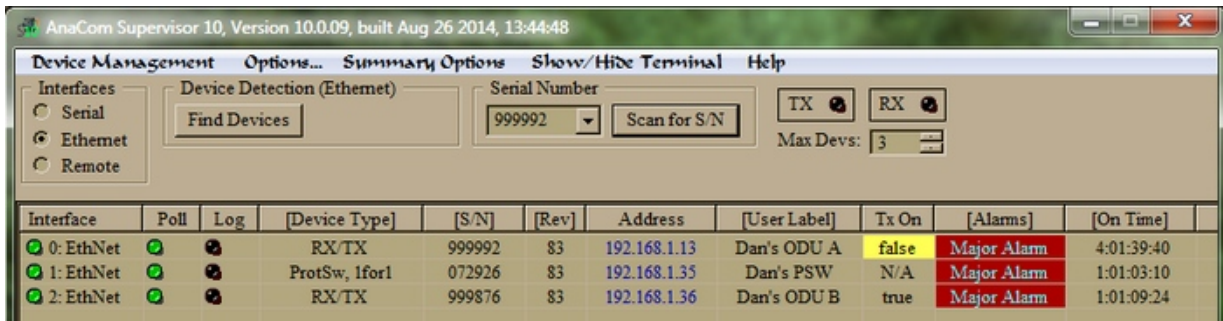 AnaCom Supervisor 10, Version 10.0.09, built Aug 26 2014, 13:44:48
Device Management Options... Summary Options Show/Hide Terminal Help
Interfaces Device Detection (Ethernet) Serial Number
Serial Find Devices 999992 Scan for S/N TX RX
Ethernet Max Devs: 3
Remote
Interface Poll Log [Device Type] [S/N] [Rev] Address [User Label] Tx On [Alarms] [On Time]
0: EthNet RX/TX 999992 83 192.168.1.13 Dan's ODU A false Major Alarm 4:01:39:40
1: EthNet ProtSw, 1for1 072926 83 192.168.1.35 Dan's PSW N/A Major Alarm 1:01:03:10
2: EthNet RX/TX 999876 83 192.168.1.36 Dan's ODU B true Major Alarm 1:01:09:24